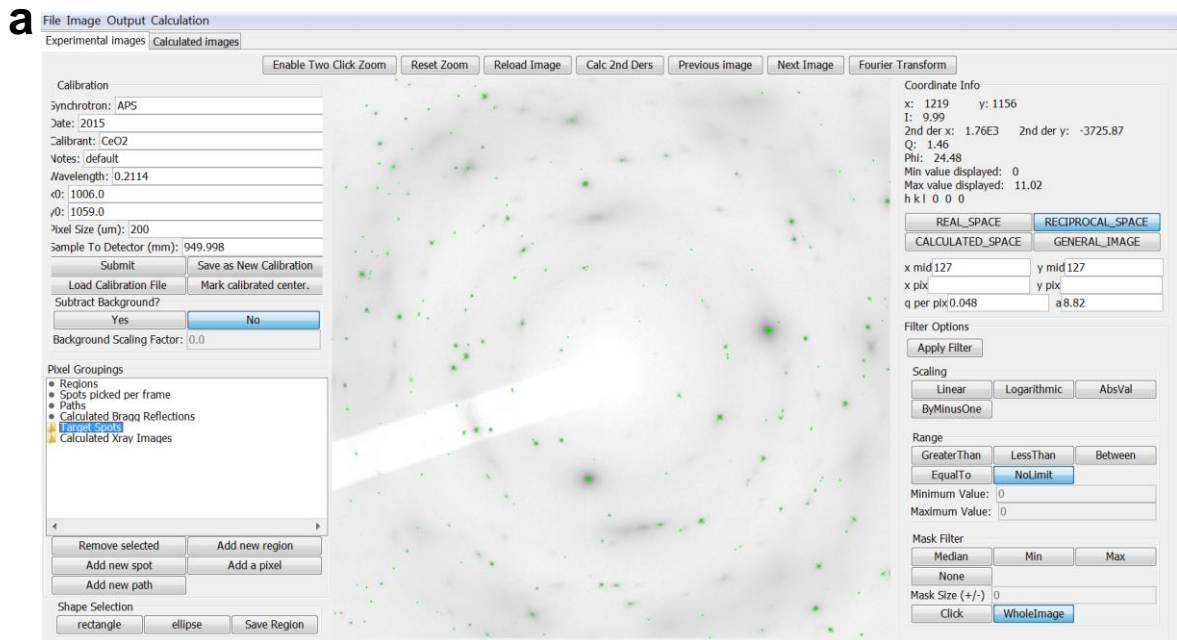 a
File Image Output Calculation
Experimental images Calculated images
Enable Two Click Zoom Reset Zoom Reload Image Calc 2nd Ders Previous image Next Image Fourier Transform
Calibration
Synchrotron: APS
Date: 2015
Calibrant: CeO2
Notes: default
Wavelength: 0.2114
x0: 1006.0
y0: 1059.0
Pixel Size (um): 200
Sample To Detector (mm): 949.998
Submit Save as New Calibration
Load Calibration File Mark calibrated center.
Subtract Background?
Yes No
Background Scaling Factor: 0.0
Pixel Groupings
Regions
Spots picked per frame
Paths
Calculated Bragg Reflections
Target Spots
Calculated Xray Images
Remove selected Add new region
Add new spot Add a pixel
Add new path
Shape Selection
rectangle ellipse Save Region
Coordinate Info
x: 1219 y: 1156
I: 9.99
2nd der x: 1.76E3 2nd der y: -3725.87
Q: 1.46
Phi: 24.48
Min value displayed: 0
Max value displayed: 11.02
h k l 0 0 0
REAL_SPACE RECIPROCAL_SPACE
CALCULATED_SPACE GENERAL_IMAGE
x mid 127 y mid 127
x pix y pix
q per pix 0.048 a 8.82
Filter Options
Apply Filter
Scaling
Linear Logarithmic AbsVal
ByMinusOne
Range
GreaterThan LessThan Between
EqualTo NoLimit
Minimum Value: 0
Maximum Value: 0
Mask Filter
Median Min Max
None
Mask Size (+/-) 0
Click WholeImage